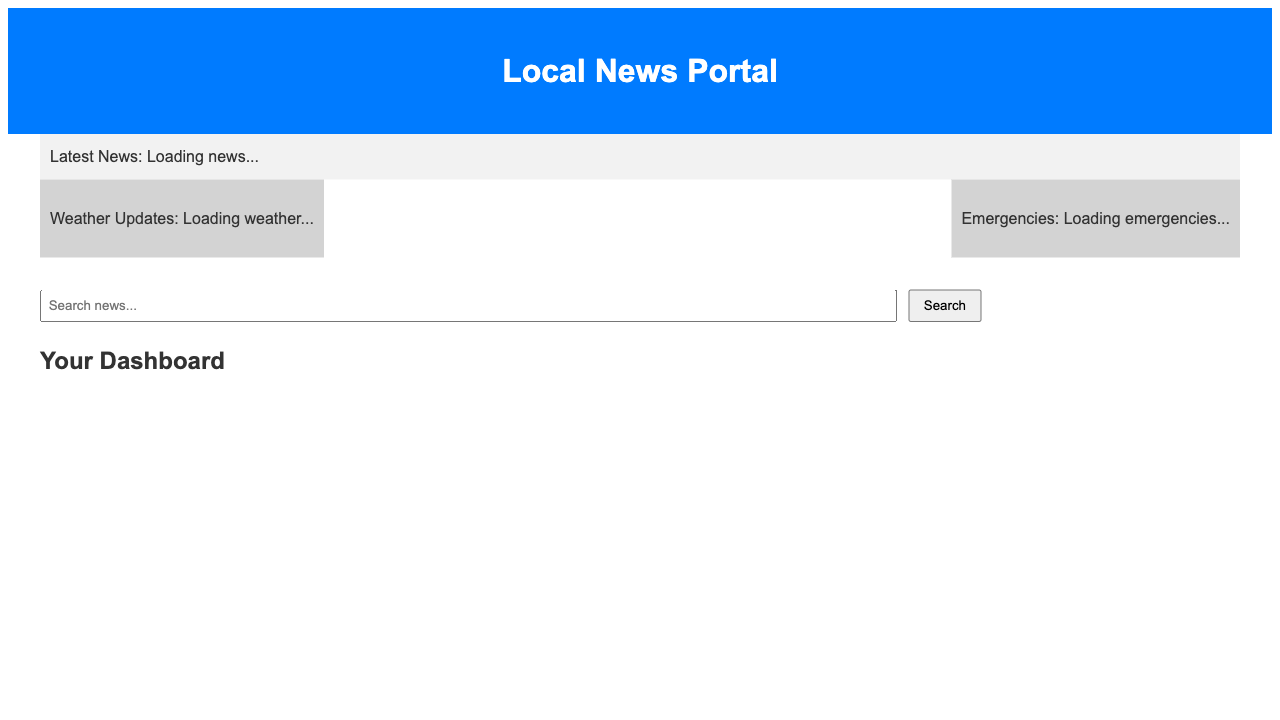 Local News Portal
Latest News: Loading news...
Weather Updates: Loading weather...
Emergencies: Loading emergencies...
Search news...
Search
Your Dashboard